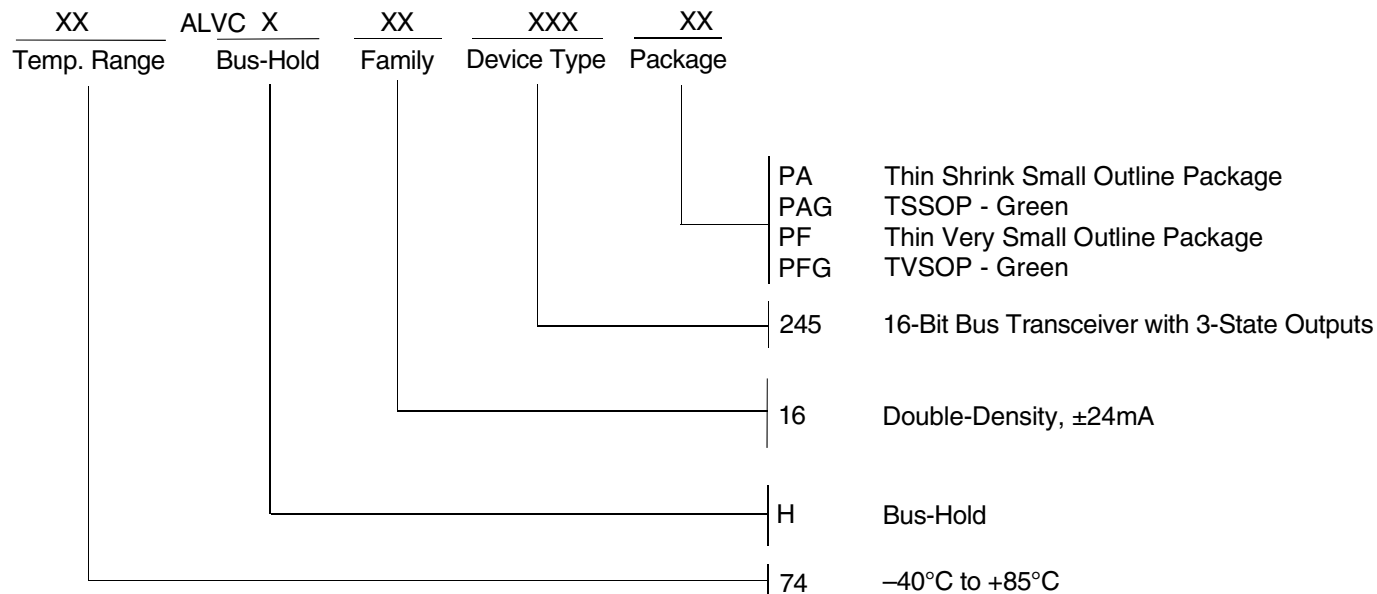 XX ALVC X XX XXX XX
Temp. Range Bus-Hold Family Device Type Package
PA Thin Shrink Small Outline Package
PAG TSSOP - Green
PF Thin Very Small Outline Package
PFG TVSOP - Green
245 16-Bit Bus Transceiver with 3-State Outputs
16 Double-Density, ±24mA
H Bus-Hold
74 –40°C to +85°C